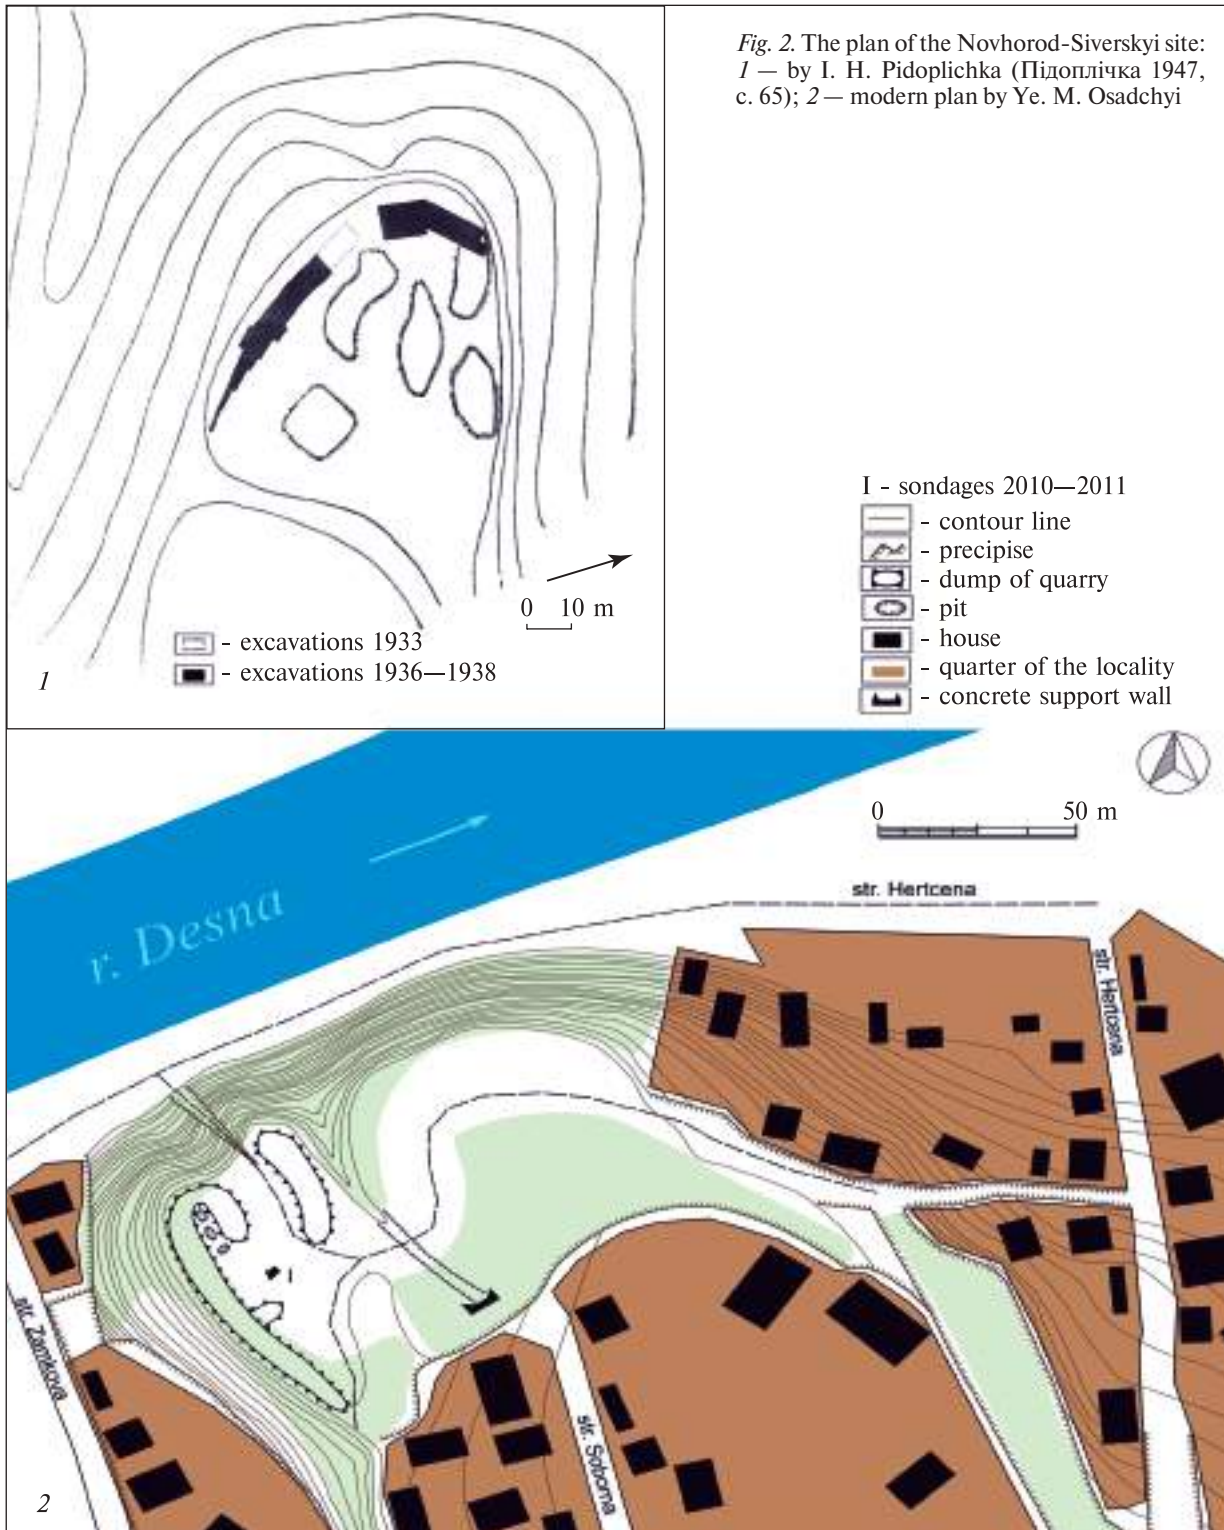 Fig. 2. The plan of the Novhorod-Siverskyi site:
1 — by I. H. Pidoplichka (Підоплічка 1947,
с. 65); 2 — modern plan by Ye. M. Osadchyi
0 10 m
- excavations 1933
- excavations 1936—1938
1
I - sondages 2010—2011
- contour line
- precipise
- dump of quarry
- pit
- house
- quarter of the locality
- concrete support wall
0 50 m
str. Hertcena
r. Desna
str. Hertcena
I
str. Zamkova
str. Soborna
2